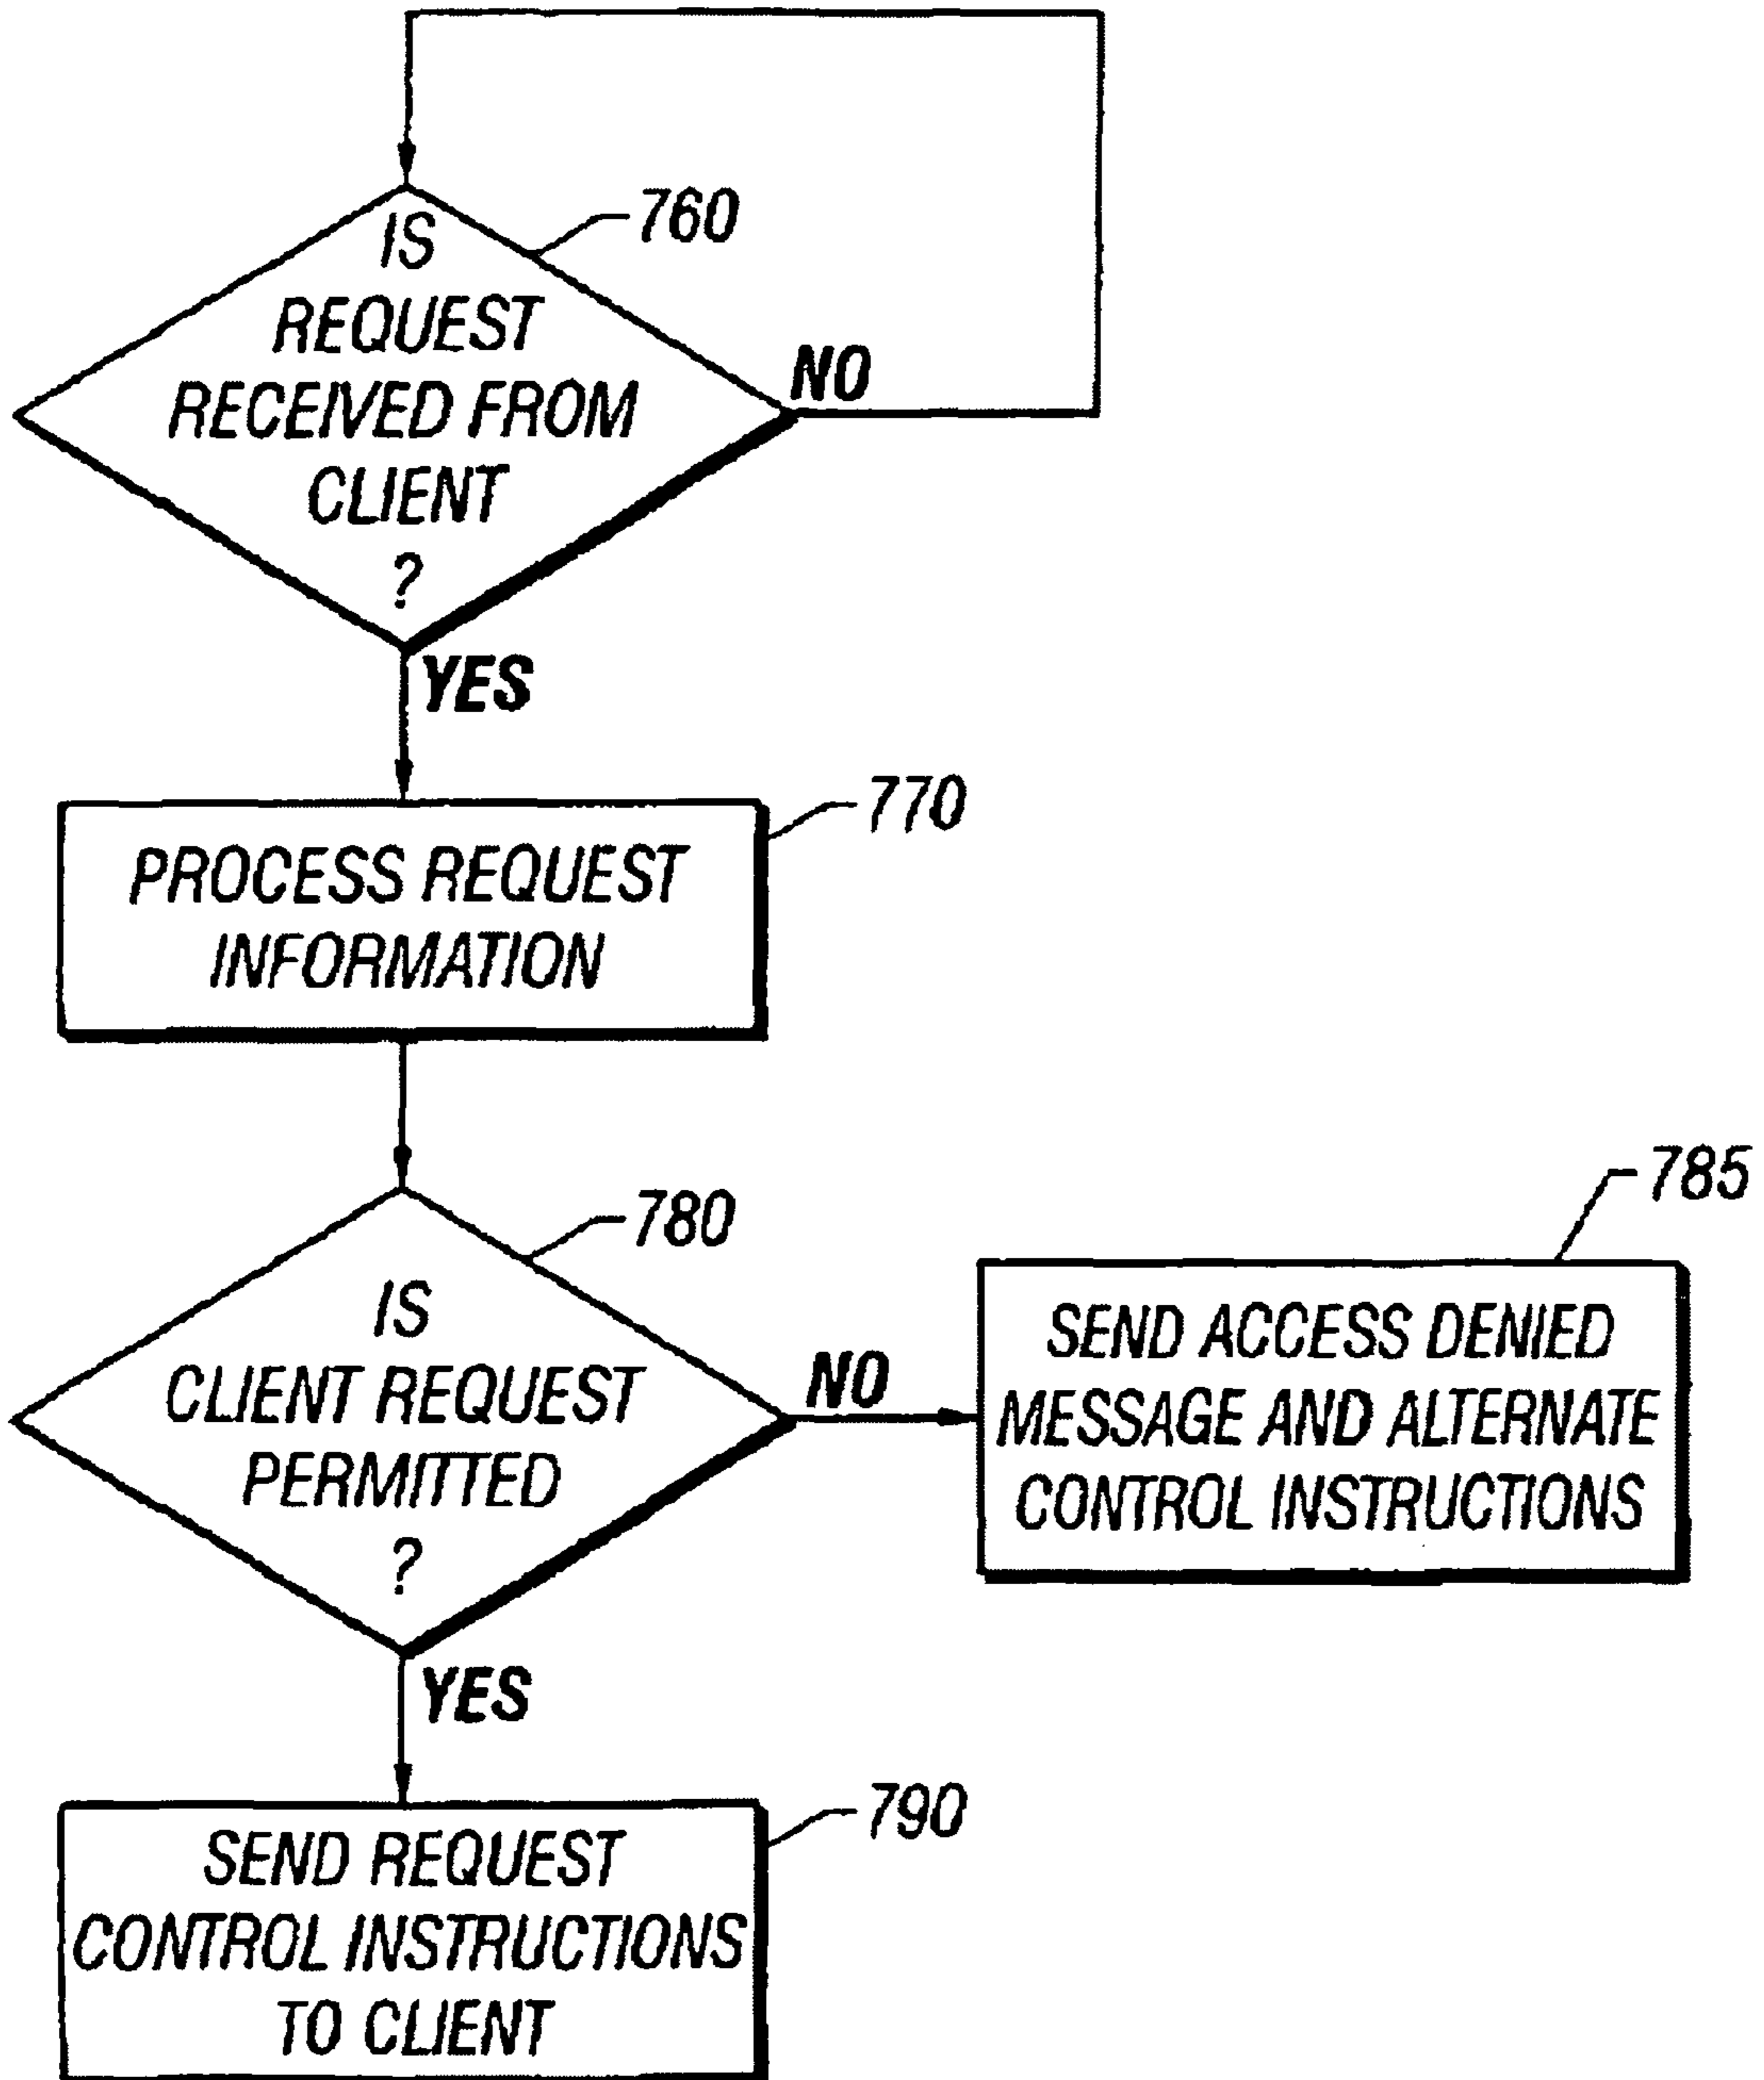 IS
REQUEST
RECEIVED FROM
CLIENT
?
760
NO
YES
PROCESS REQUEST
INFORMATION
770
IS
CLIENT REQUEST
PERMITTED
?
780
NO
SEND ACCESS DENIED
MESSAGE AND ALTERNATE
CONTROL INSTRUCTIONS
785
YES
SEND REQUEST
CONTROL INSTRUCTIONS
TO CLIENT
790